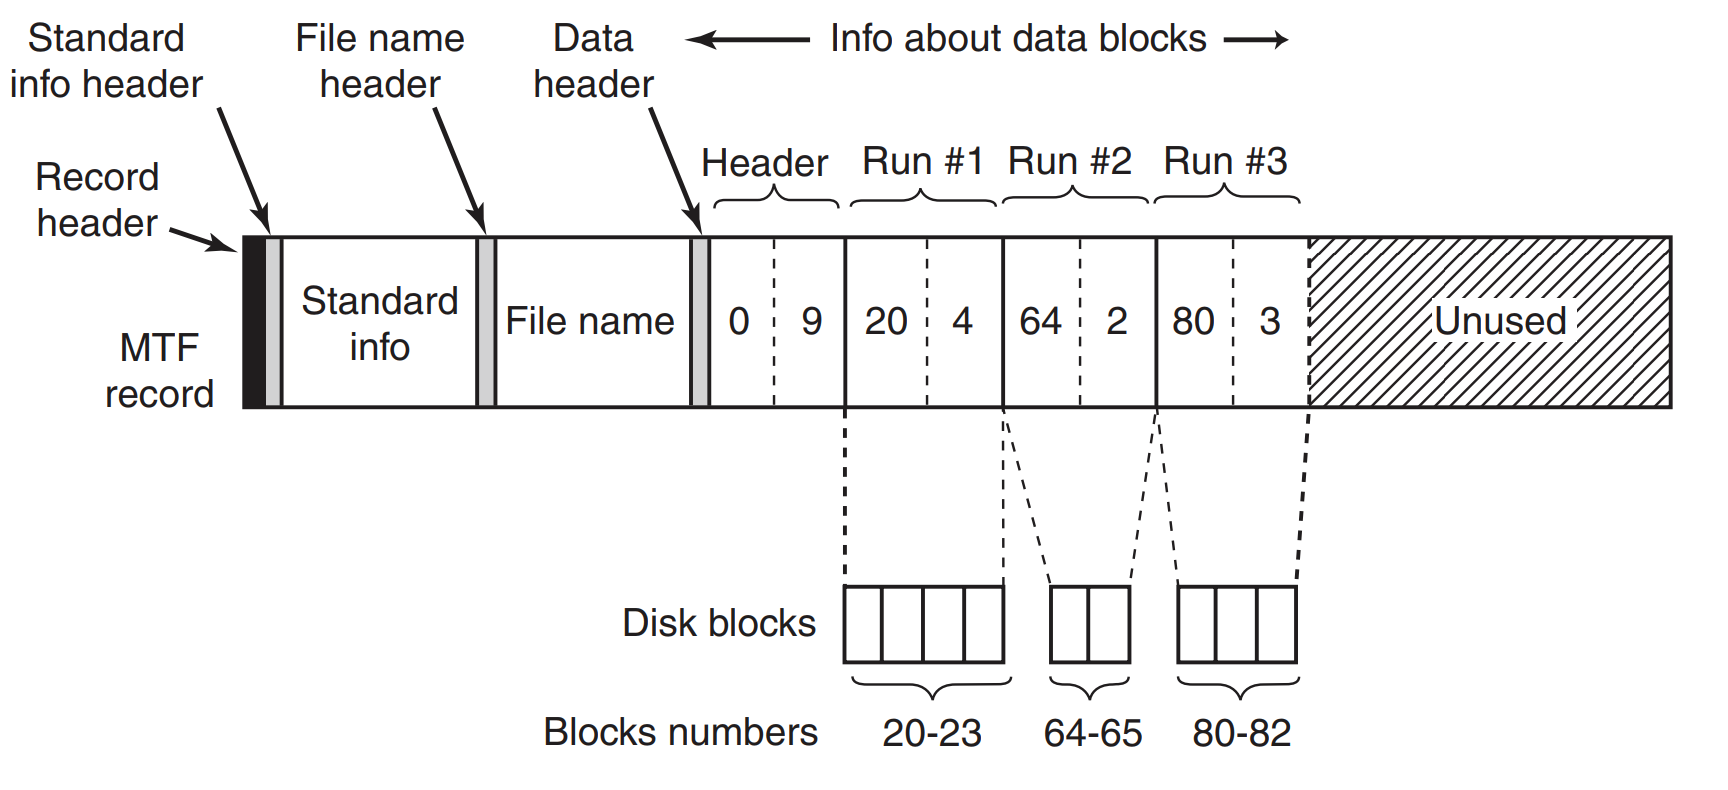 Standard
info header
File name
header
Data
header
Info about data blocks
Record
header
Header
Run #1
Run #2
Run #3
MTF
record
Standard
info
File name
0 9 20 4 64 2 80 3
Unused
Disk blocks
Blocks numbers 20-23 64-65 80-82